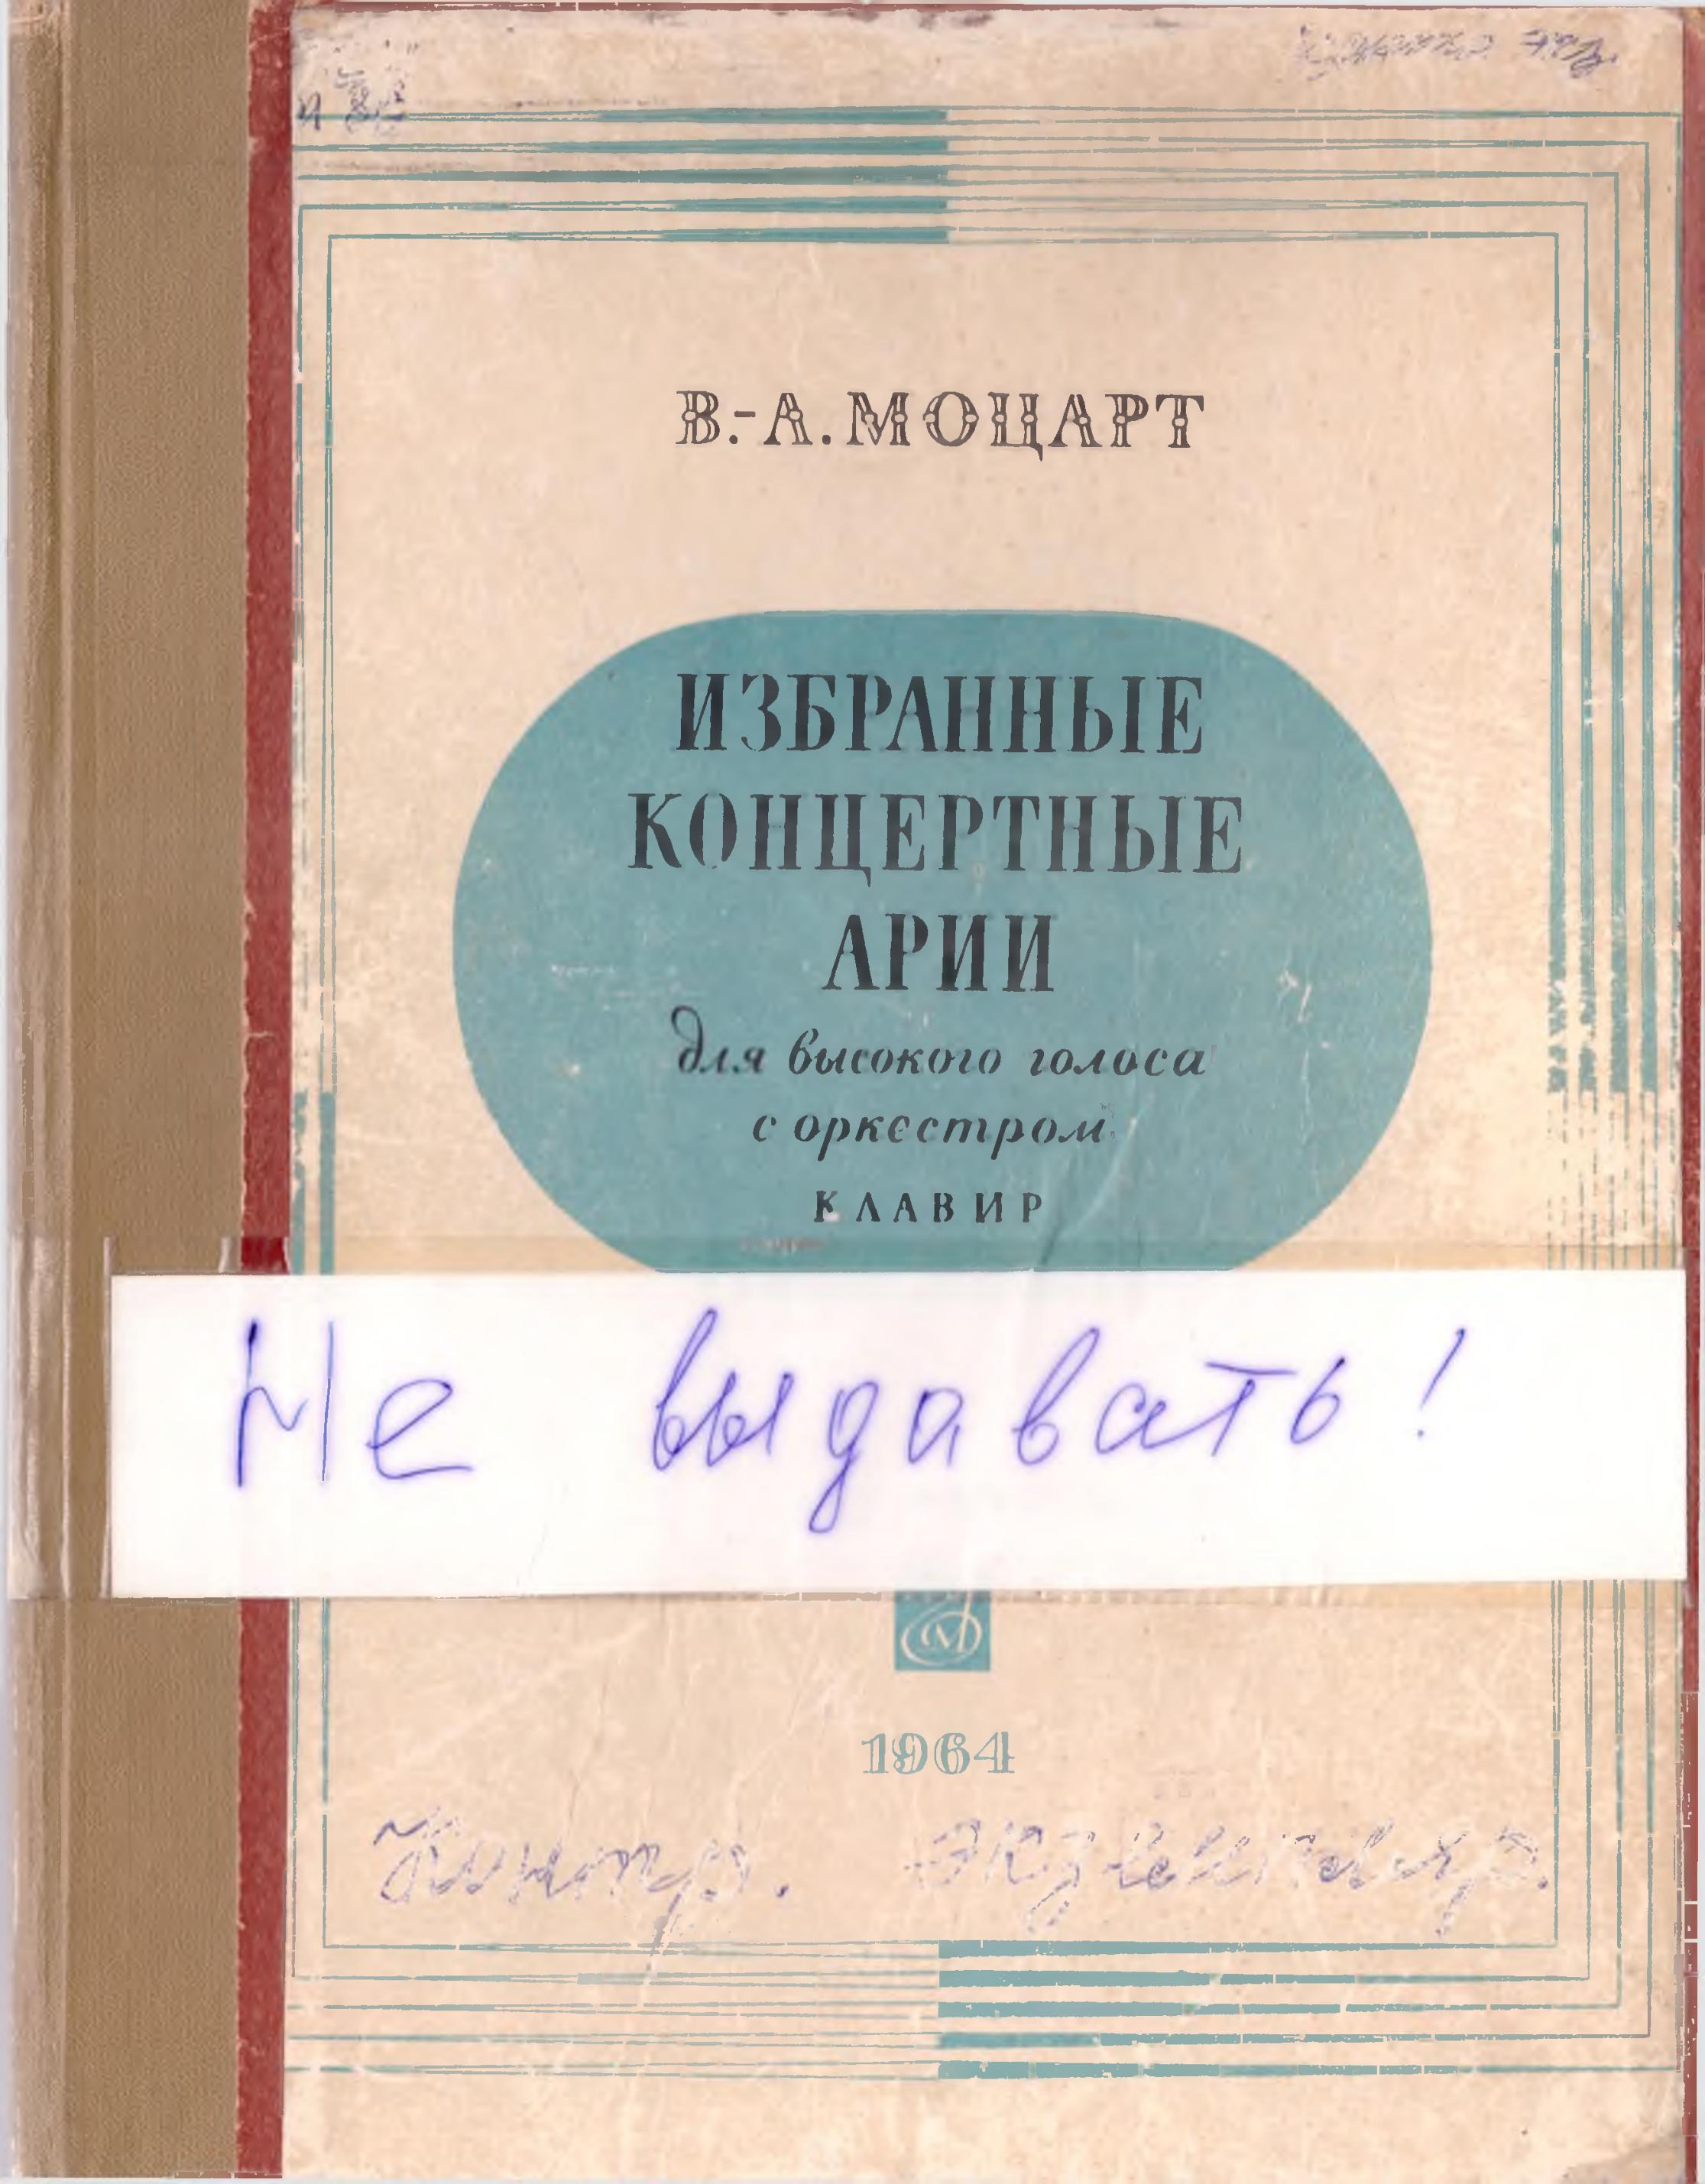 В.-А. МОЦАРТ
ИЗБРАННЫЕ
КОНЦЕРТНЫЕ
АРИИ
для высокого голоса
с оркестром
КЛАВИР
Не выдавать!
1964
Контр. экземпляр.